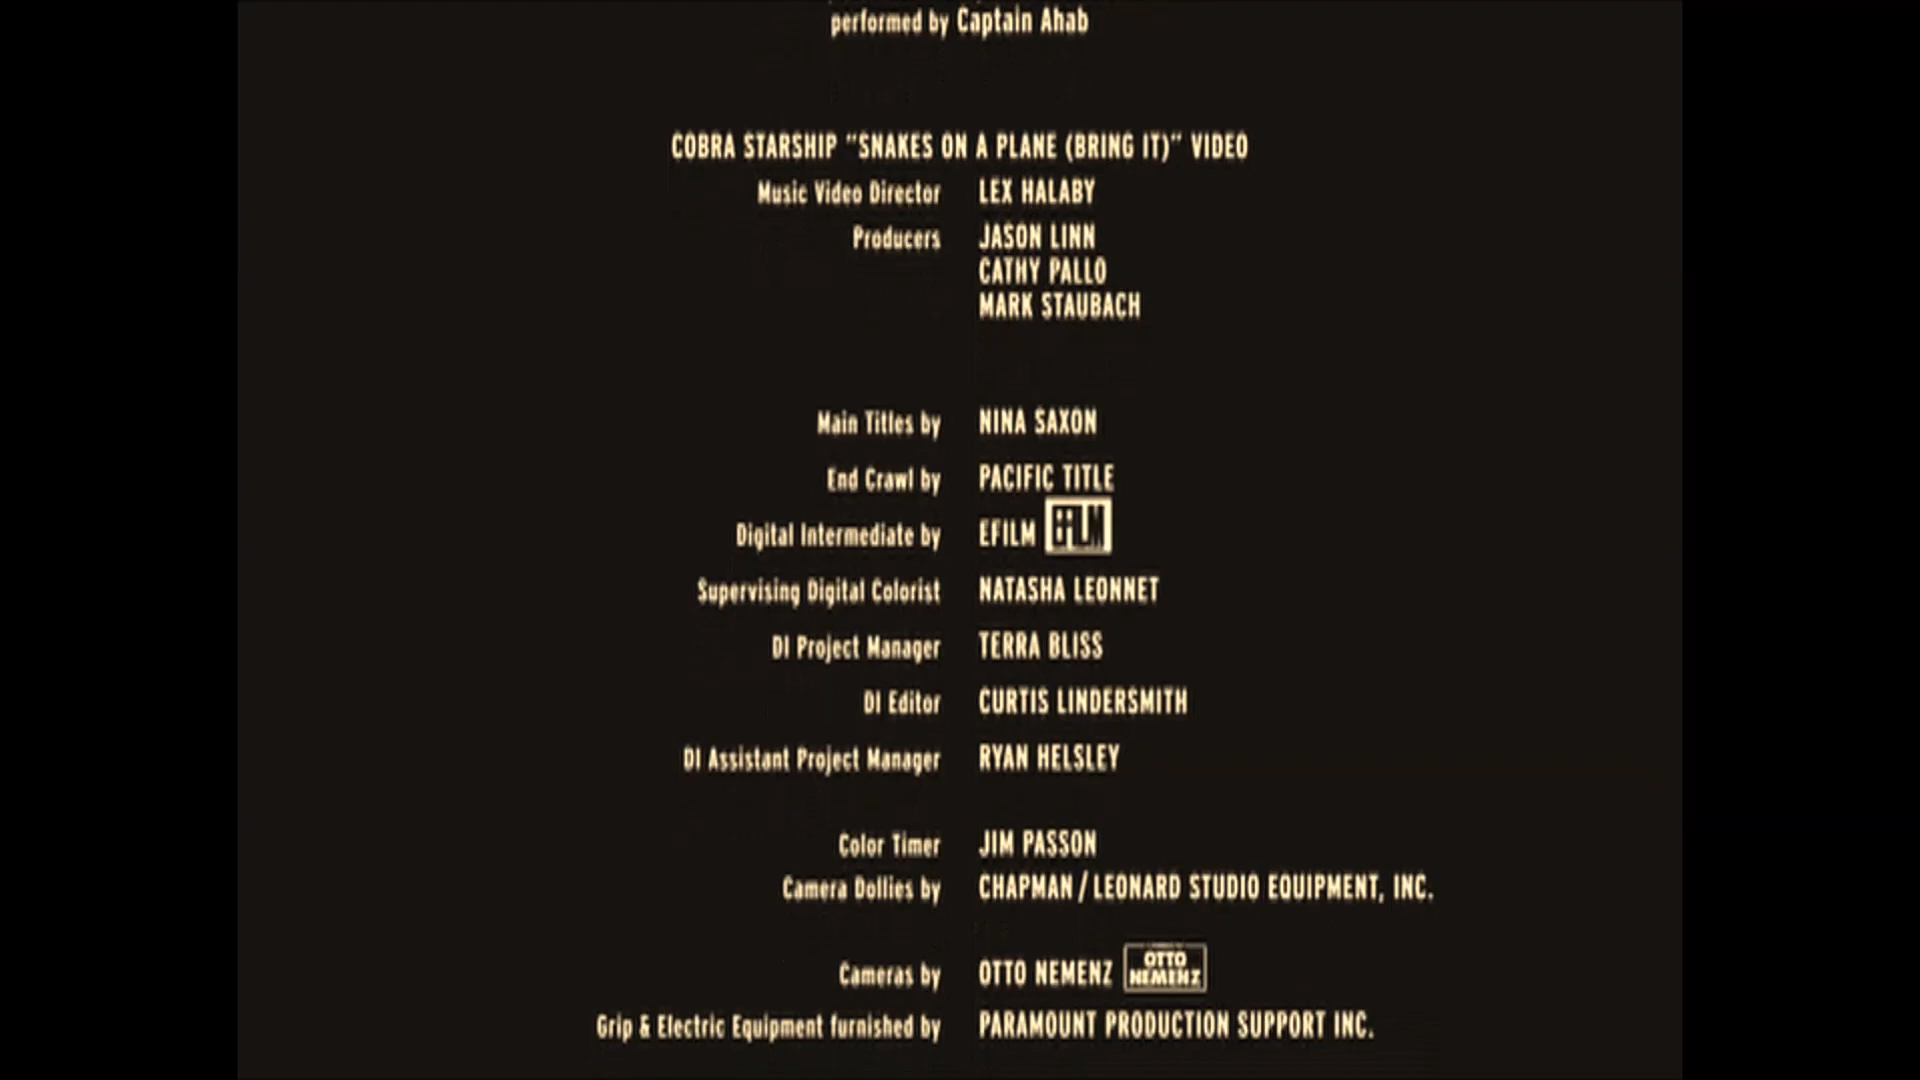 performed by Captain Ahab
COBRA STARSHIP "SNAKES ON A PLANE (BRING IT)" VIDEO
Music Video Director LEX HALABY
Producers JASON LINN
CATHY PALLO
MARK STAUBACH
Main Titles by NINA SAXON
End Crawl by PACIFIC TITLE
Digital Intermediate by EFILM EFILM
Supervising Digital Colorist NATASHA LEONNET
DI Project Manager TERRA BLISS
DI Editor CURTIS LINDERSMITH
DI Assistant Project Manager RYAN HELSLEY
Color Timer JIM PASSON
Camera Dollies by CHAPMAN / LEONARD STUDIO EQUIPMENT, INC.
Cameras by OTTO NEMENZ OTTO NEMENZ
Grip & Electric Equipment furnished by PARAMOUNT PRODUCTION SUPPORT INC.